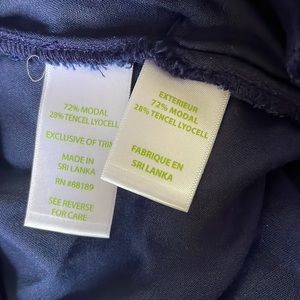 72% MODAL
28% TENCEL LYOCELL
EXCLUSIVE OF TRIM
MADE IN
SRI LANKA
RN #88189
SEE REVERSE
FOR CARE
EXTERIEUR
72% MODAL
28% TENCEL LYOCELL
FABRIQUE EN
SRI LANKA